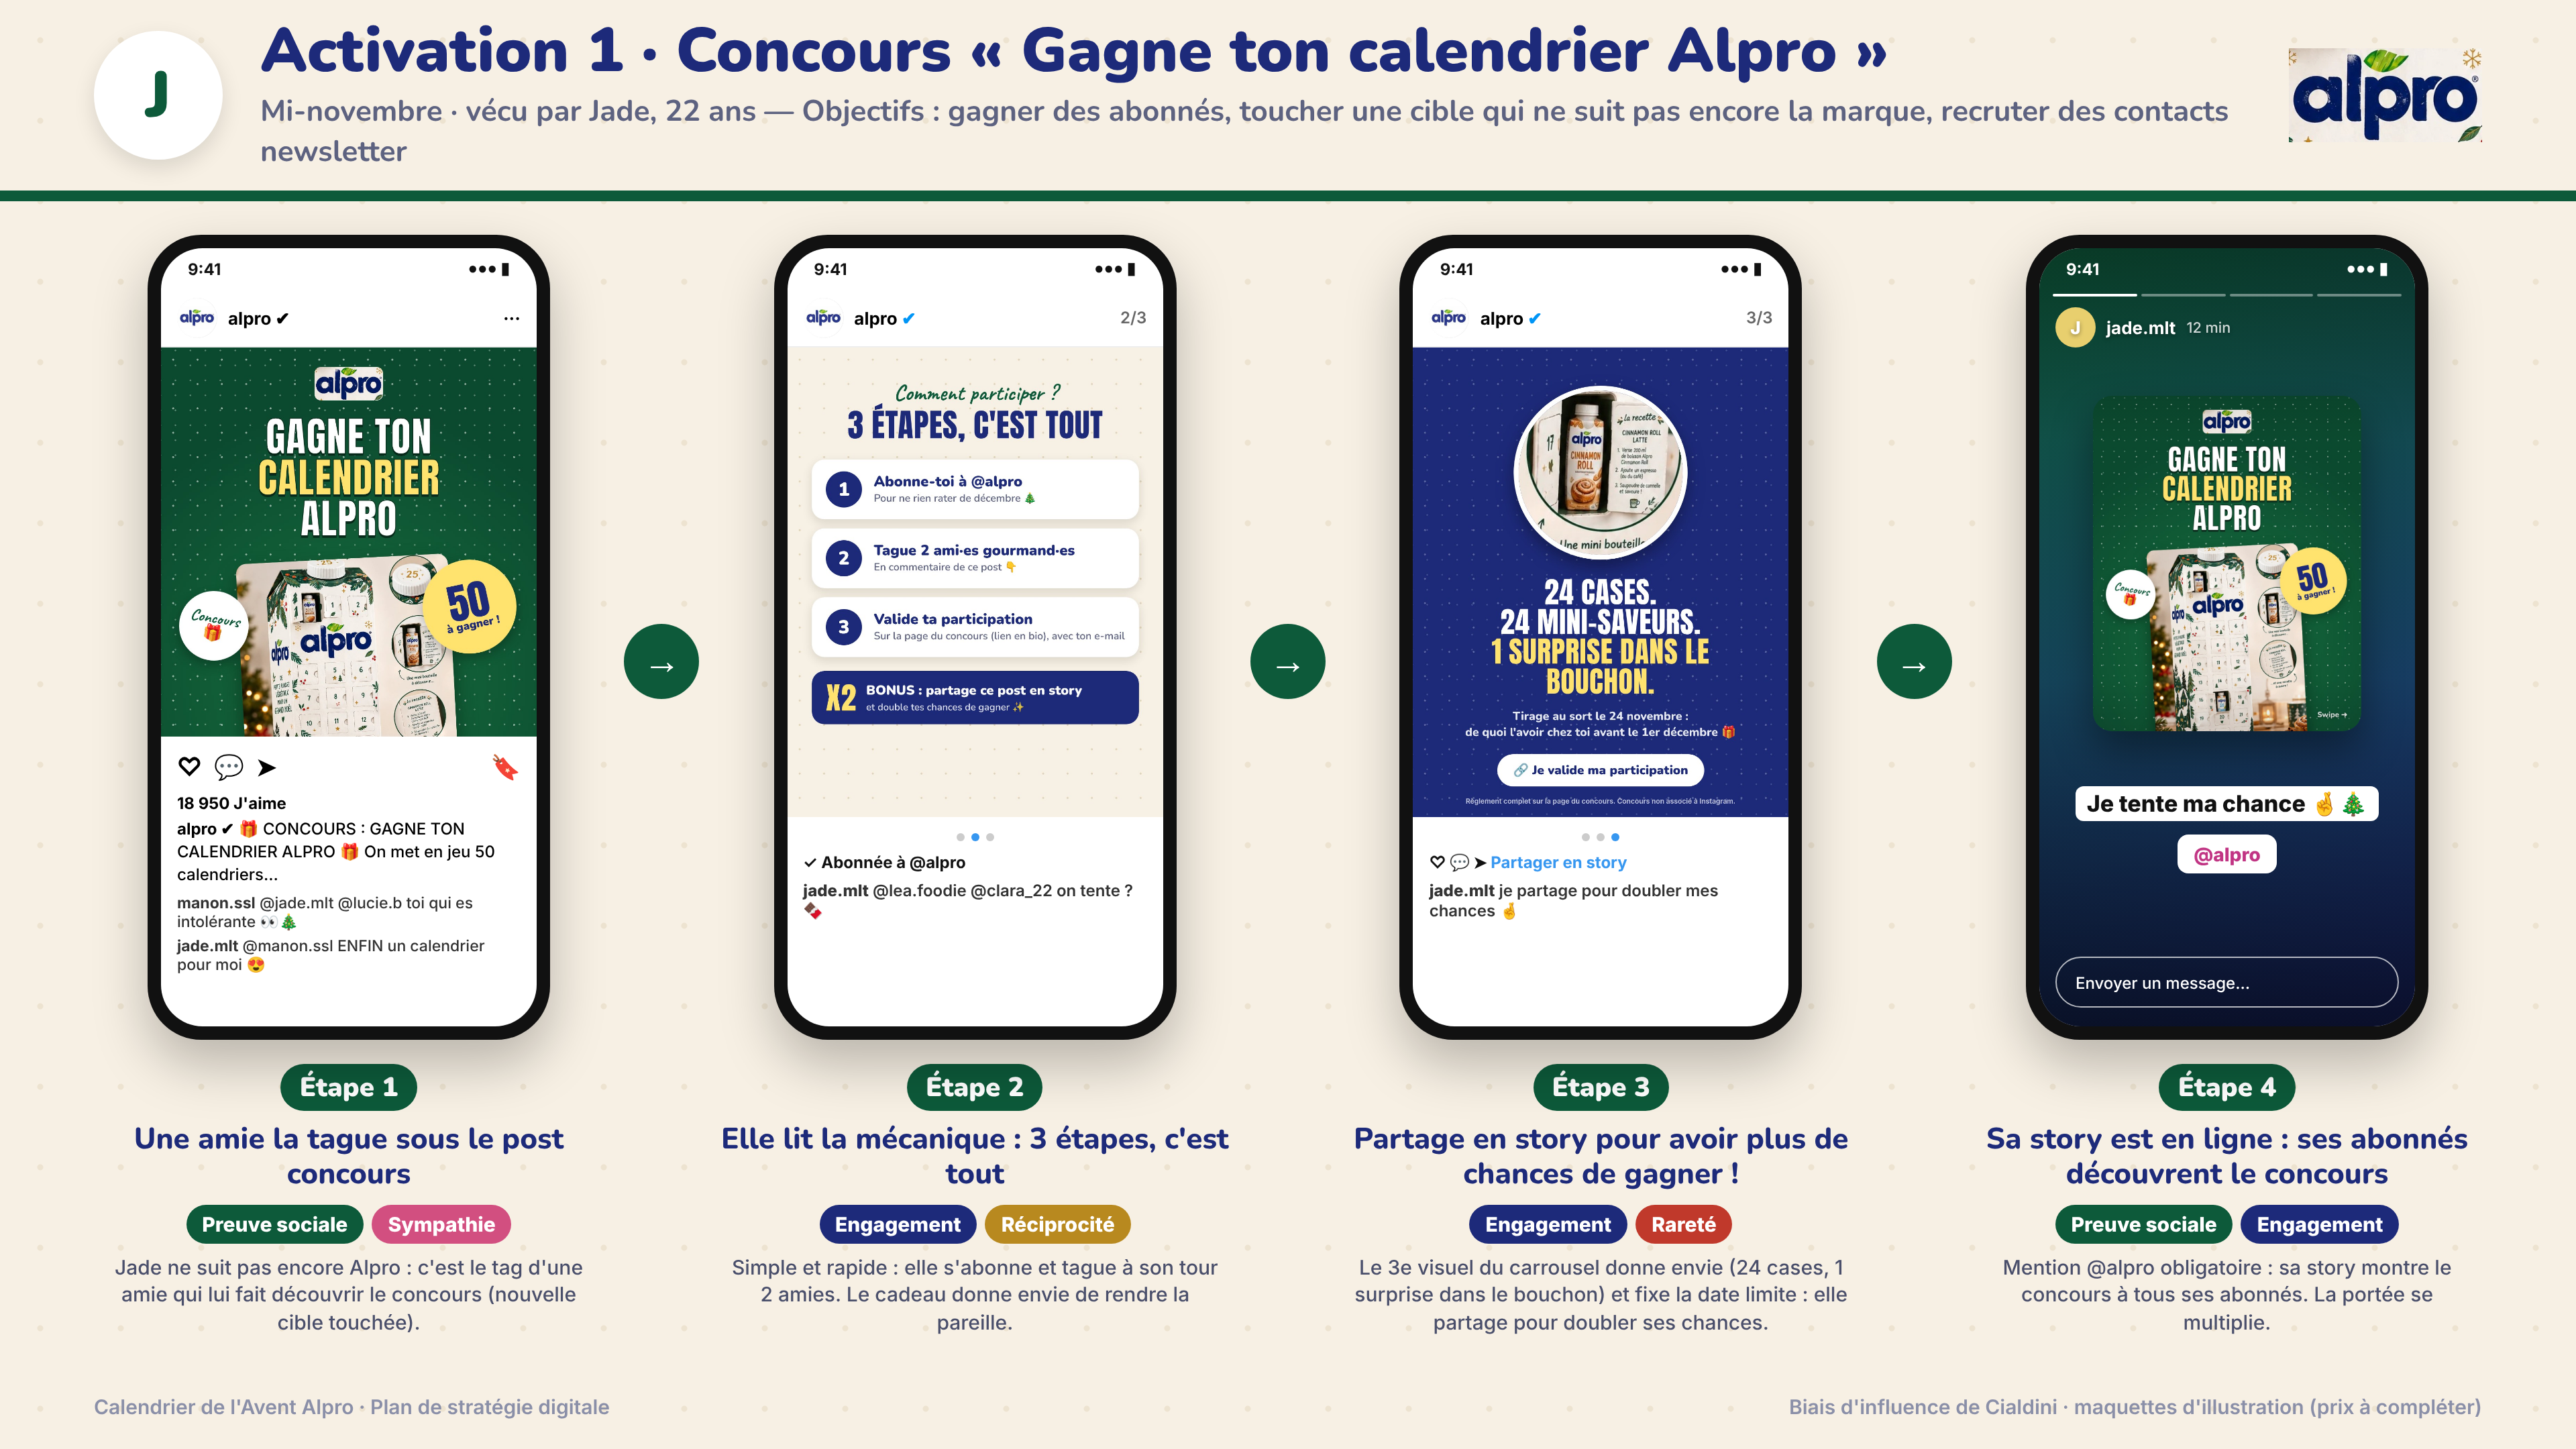 J
Activation 1 · Concours « Gagne ton calendrier Alpro »
Mi-novembre · vécu par Jade, 22 ans — Objectifs : gagner des abonnés, toucher une cible qui ne suit pas encore la marque, recruter des contacts
newsletter
alpro
9:41
alpro ✔
...
alpro
GAGNE TON
CALENDRIER
ALPRO
Concours 🎁
50
à gagner !
alpro
18 950 J'aime
alpro ✔ 🎁 CONCOURS : GAGNE TON
CALENDRIER ALPRO 🎁 On met en jeu 50
calendriers...
manon.ssl @jade.mlt @lucie.b toi qui es
intolérante 👀🎄
jade.mlt @manon.ssl ENFIN un calendrier
pour moi 😍
→
9:41
alpro ✔
2/3
Comment participer ?
3 ÉTAPES, C'EST TOUT
1
Abonne-toi à @alpro
Pour ne rien rater de décembre 🎄
2
Tague 2 ami·es gourmand·es
En commentaire de ce post 👇
3
Valide ta participation
Sur la page du concours (lien en bio), avec ton e-mail
X2
BONUS : partage ce post en story
et double tes chances de gagner ✨
✓ Abonnée à @alpro
jade.mlt @lea.foodie @clara_22 on tente ?
🍫
→
9:41
alpro ✔
3/3
17
alpro
CINNAMON
ROLL
la recette
CINNAMON ROLL
LATTE
Une mini bouteille
24 CASES.
24 MINI-SAVEURS.
1 SURPRISE DANS LE
BOUCHON.
Tirage au sort le 24 novembre :
de quoi l'avoir chez toi avant le 1er décembre 🎁
🔗 Je valide ma participation
Règlement complet sur la page du concours. Concours non associé à Instagram.
Partager en story
jade.mlt je partage pour doubler mes
chances 🤞
→
9:41
J
jade.mlt 12 min
alpro
GAGNE TON
CALENDRIER
ALPRO
Concours 🎁
50
à gagner !
alpro
Swipe →
Je tente ma chance 🤞🎄
@alpro
Envoyer un message...
Étape 1
Une amie la tague sous le post
concours
Preuve sociale
Sympathie
Jade ne suit pas encore Alpro : c'est le tag d'une
amie qui lui fait découvrir le concours (nouvelle
cible touchée).
Étape 2
Elle lit la mécanique : 3 étapes, c'est
tout
Engagement
Réciprocité
Simple et rapide : elle s'abonne et tague à son tour
2 amies. Le cadeau donne envie de rendre la
pareille.
Étape 3
Partage en story pour avoir plus de
chances de gagner !
Engagement
Rareté
Le 3e visuel du carrousel donne envie (24 cases, 1
surprise dans le bouchon) et fixe la date limite : elle
partage pour doubler ses chances.
Étape 4
Sa story est en ligne : ses abonnés
découvrent le concours
Preuve sociale
Engagement
Mention @alpro obligatoire : sa story montre le
concours à tous ses abonnés. La portée se
multiplie.
Calendrier de l'Avent Alpro · Plan de stratégie digitale
Biais d'influence de Cialdini · maquettes d'illustration (prix à compléter)